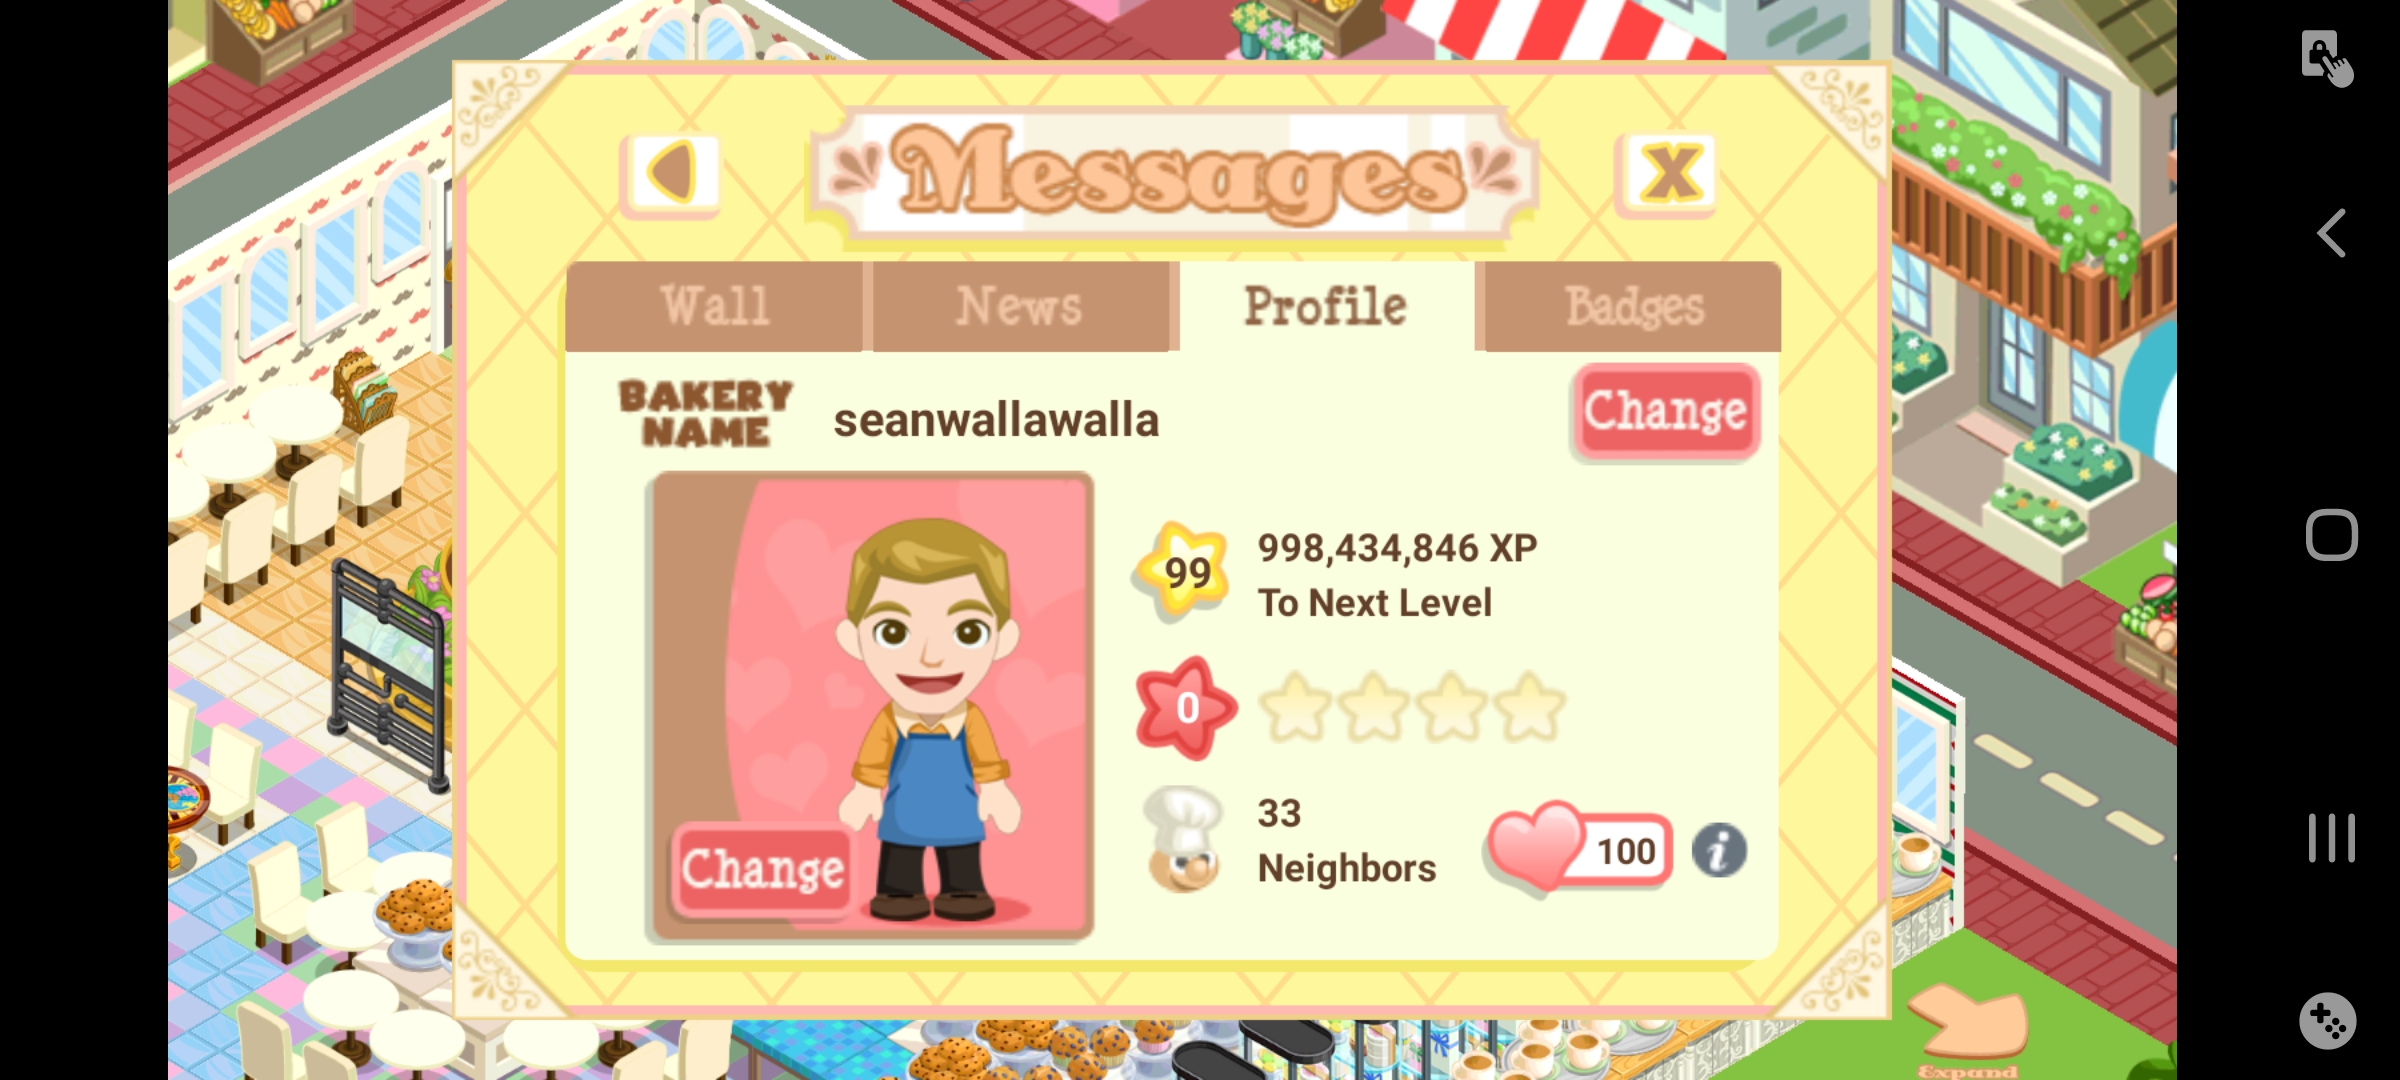 Messages
Wall News Profile Badges
BAKERY
NAME
seanwallawalla
Change
99
998,434,846 XP
To Next Level
0
33
Neighbors
100
i
Change
Expand